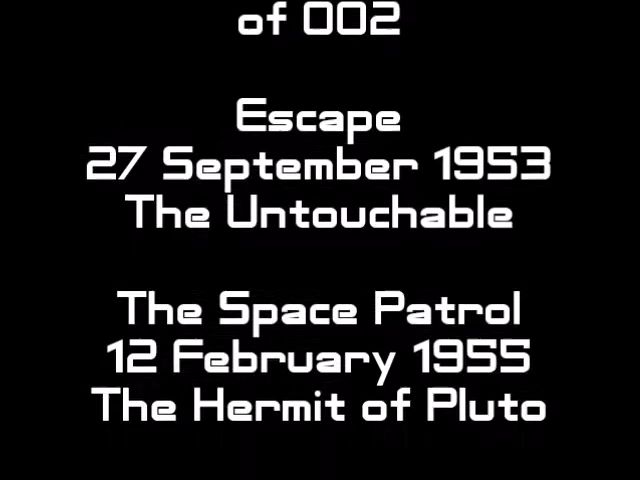 of 002
Escape
27 September 1953
The Untouchable
The Space Patrol
12 February 1955
The Hermit of Pluto